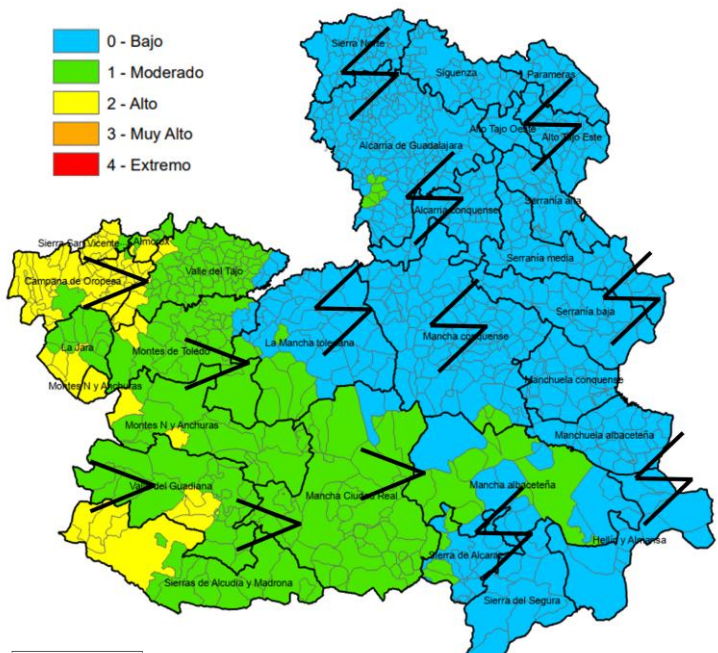 0 - Bajo
1 - Moderado
2 - Alto
3 - Muy Alto
4 - Extremo
Sierra Norte
Siguenza
Parameras
Alto Tajo Oeste
Alto Tajo Este
Alcarria de Guadalajara
Alcarria conquense
Serranía alta
Sierra San Vicente
Almorox
Valle del Tajo
Campana de Oropesa
Serranía media
Serranía baja
La Jara
Montes de Toledo
La Mancha toledana
Mancha conquense
Montes N y Anchuras
Manchuela conquense
Montes N y Anchuras
Manchuela albaceteña
Valle del Guadiana
Mancha Ciudad Real
Mancha albaceteña
Hellín y Almansa
Sierra de Alcaraz
Sierras de Alcudia y Madrona
Sierra del Segura